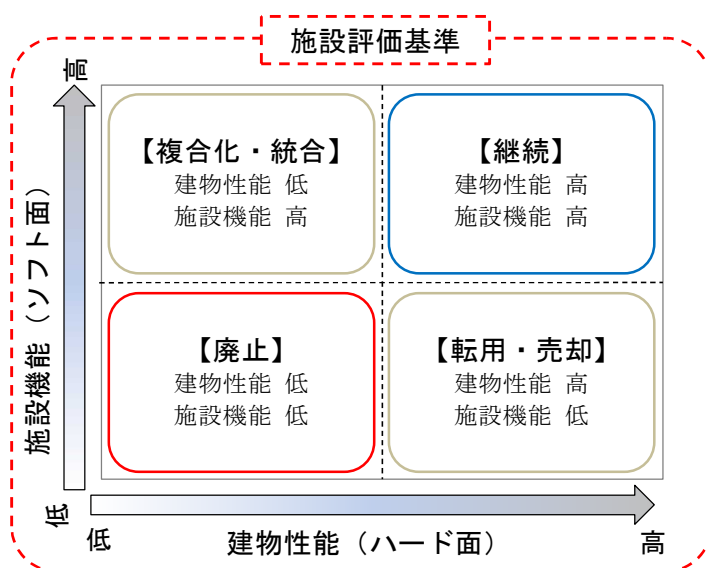 施設評価基準
高
施設機能（ソフト面）
低
【複合化・統合】
建物性能 低
施設機能 高
【継続】
建物性能 高
施設機能 高
【廃止】
建物性能 低
施設機能 低
【転用・売却】
建物性能 高
施設機能 低
低
建物性能（ハード面）
高